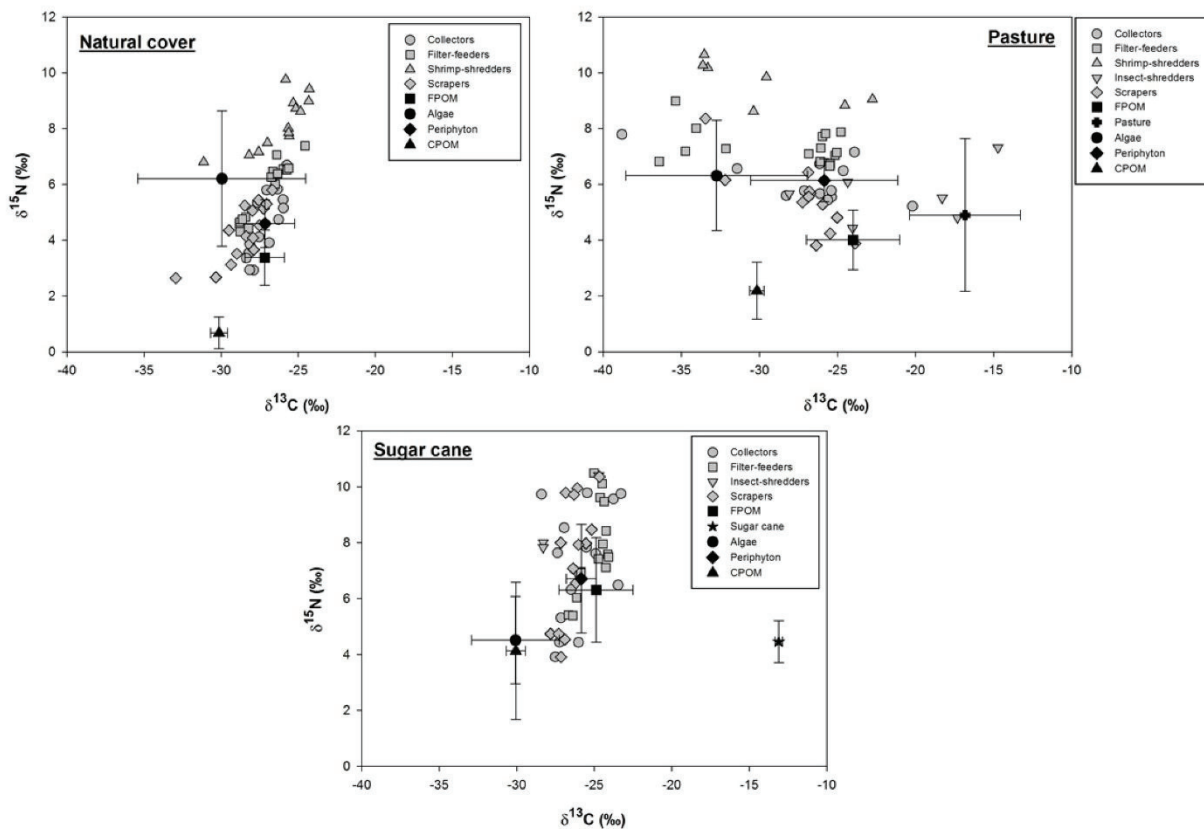 Natural cover
Collectors
Filter-feeders
Shrimp-shredders
Scrapers
FPOM
Algae
Periphyton
CPOM
12
10
8
6
4
2
0
δ15N (‰)
-40 -35 -30 -25 -20 -15 -10
δ13C (‰)
Pasture
Collectors
Filter-feeders
Shrimp-shredders
Insect-shredders
Scrapers
FPOM
Pasture
Algae
Periphyton
CPOM
12
10
8
6
4
2
0
δ15N (‰)
-40 -35 -30 -25 -20 -15 -10
δ13C (‰)
Sugar cane
Collectors
Filter-feeders
Insect-shredders
Scrapers
FPOM
Sugar cane
Algae
Periphyton
CPOM
12
10
8
6
4
2
0
δ15N (‰)
-40 -35 -30 -25 -20 -15 -10
δ13C (‰)